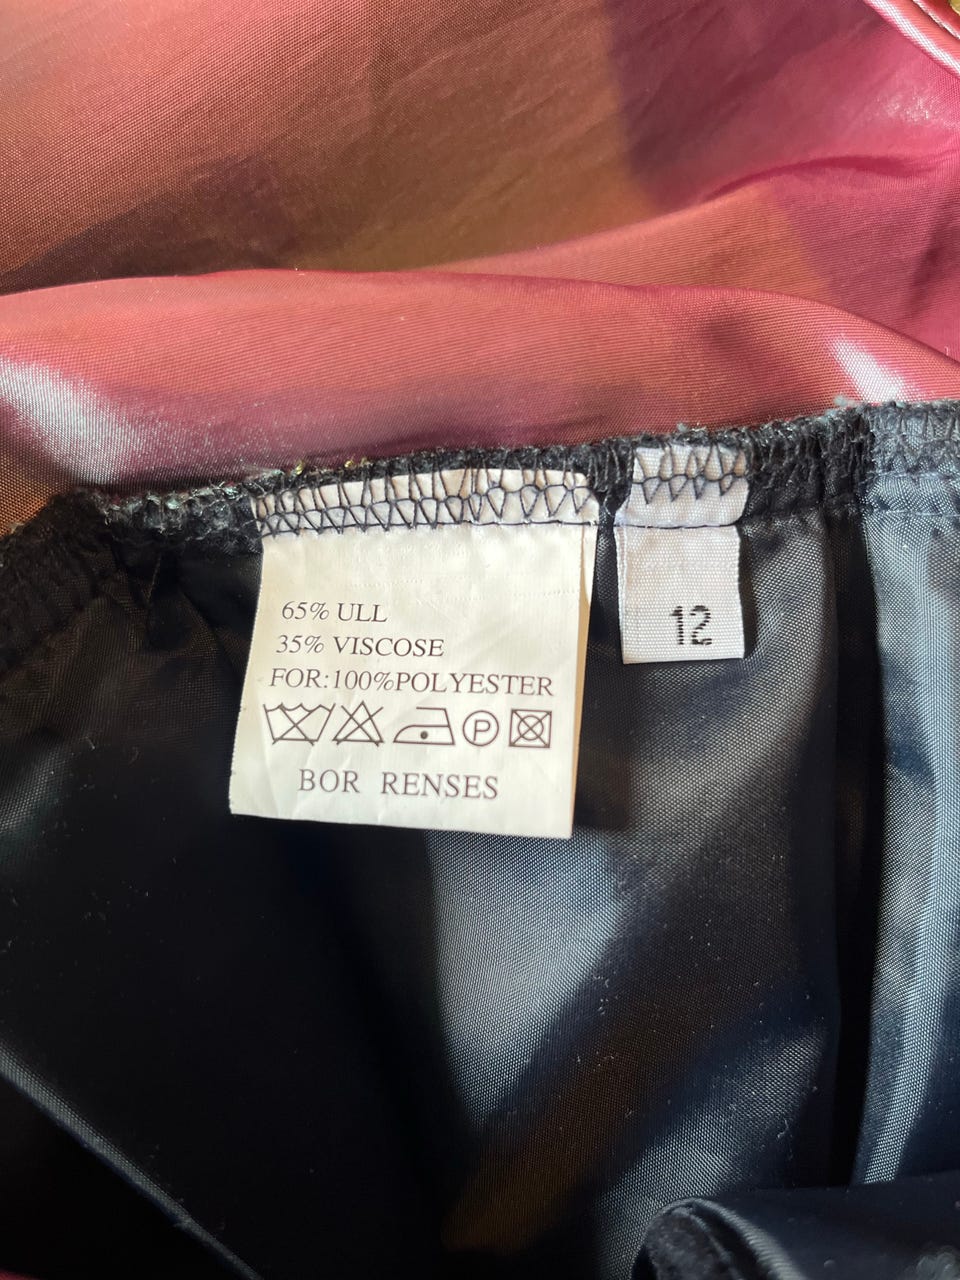 65% ULL
35% VISCOSE
FOR:100%POLYESTER
P
BOR RENSES
12